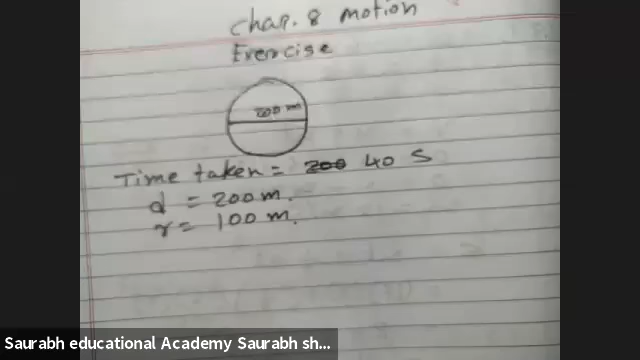 Chap. 8 motion
Exercise
200 m
Time taken = 200 40 S
d = 200 m.
r = 100 m.
Saurabh educational Academy Saurabh sh...